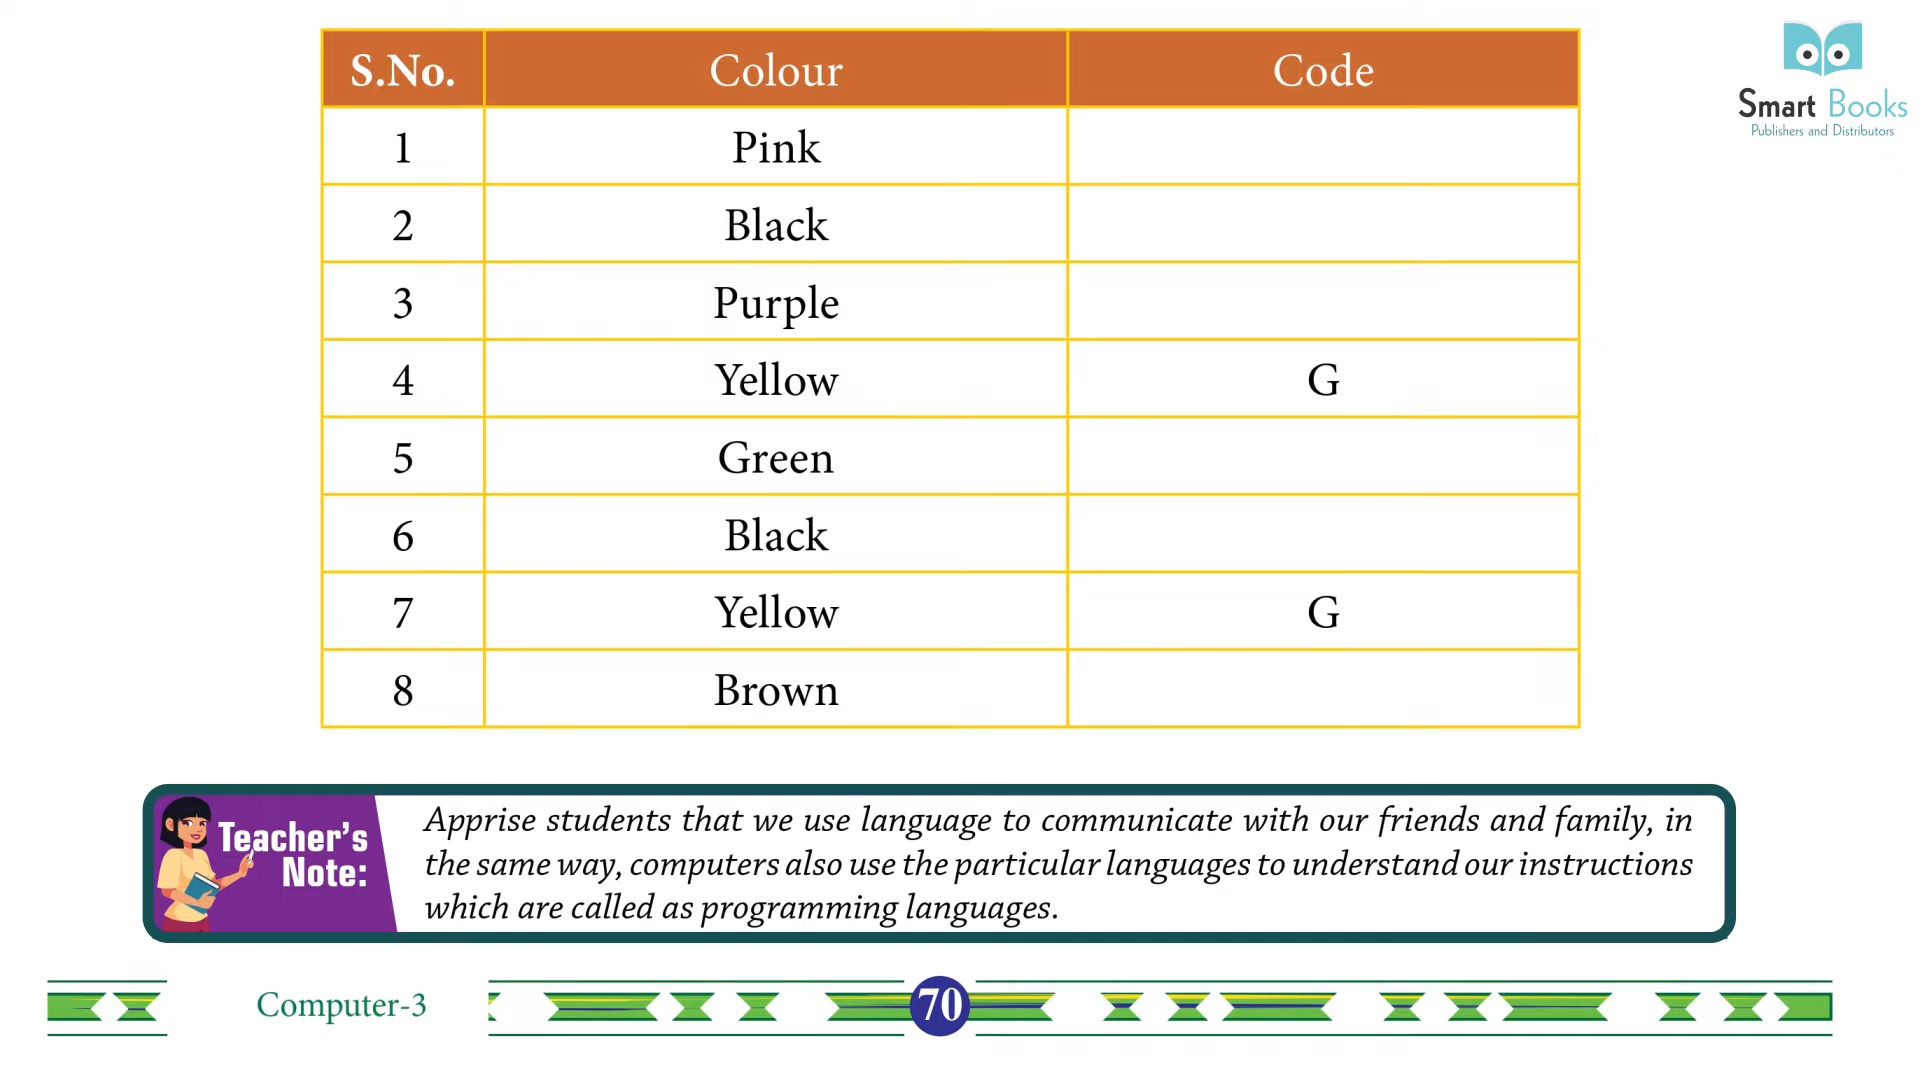 S.No. Colour Code
1 Pink
2 Black
3 Purple
4 Yellow G
5 Green
6 Black
7 Yellow G
8 Brown
Smart Books
Publishers and Distributors
Teacher's
Note:
Apprise students that we use language to communicate with our friends and family, in
the same way, computers also use the particular languages to understand our instructions
which are called as programming languages.
Computer-3
70